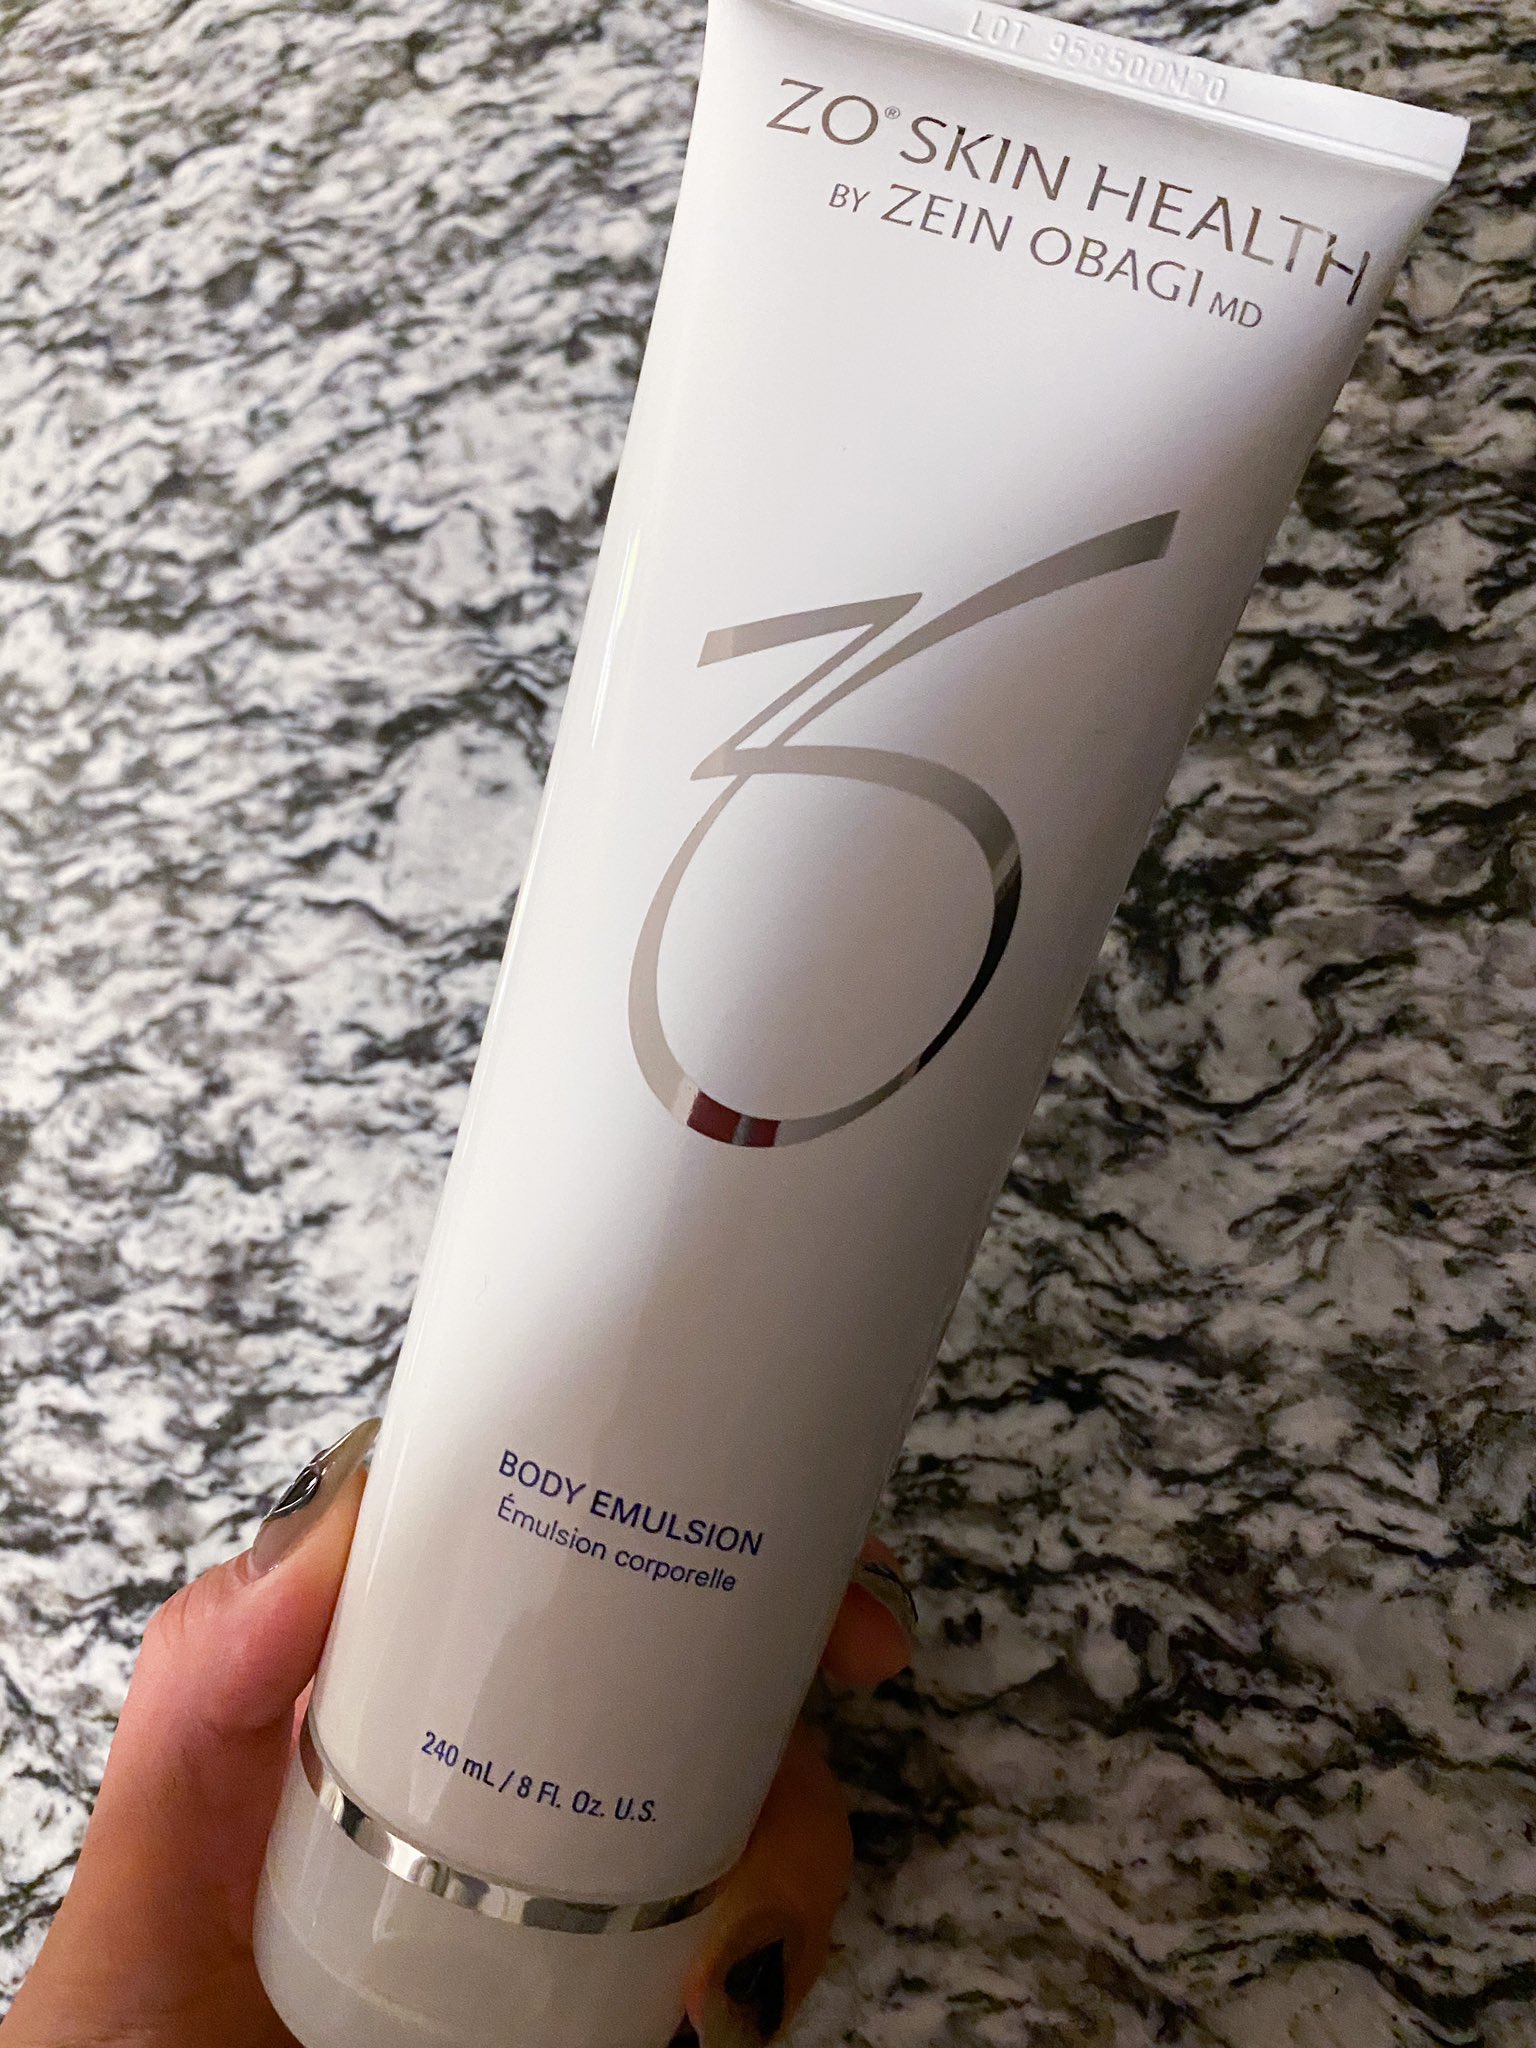 LOT 958500N20
ZO® SKIN HEALTH
BY ZEIN OBAGI MD
BODY EMULSION
Émulsion corporelle
240 mL / 8 Fl. Oz. U.S.